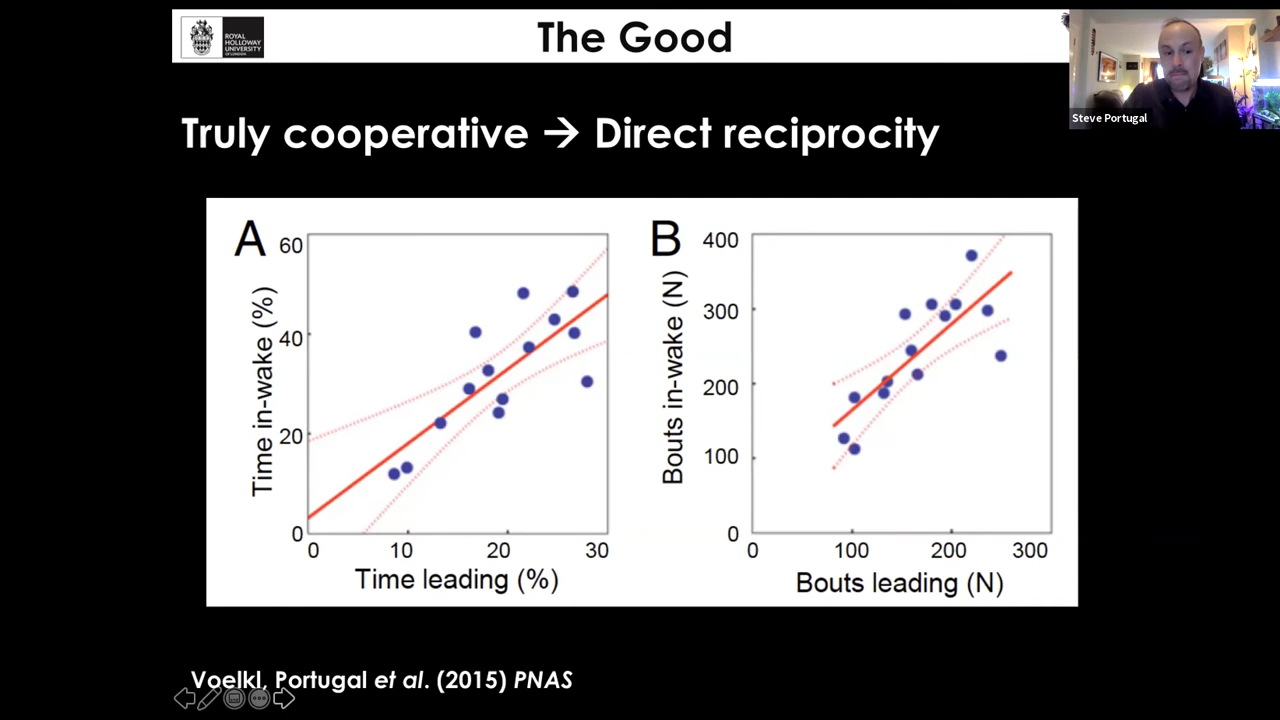 ROYAL
HOLLOWAY
UNIVERSITY
OF LONDON
The Good
Steve Portugal
Truly cooperative → Direct reciprocity
A
Time in-wake (%)
60
40
20
0
0 10 20 30
Time leading (%)
B
Bouts in-wake (N)
400
300
200
100
0
0 100 200 300
Bouts leading (N)
Voelkl, Portugal et al. (2015) PNAS